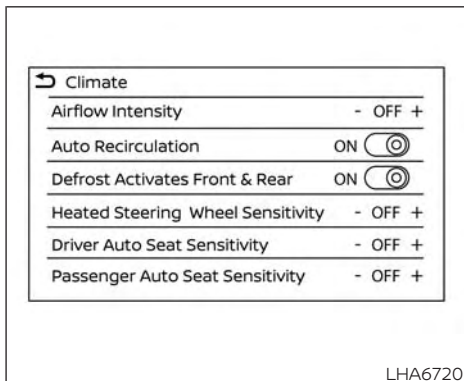 Climate
Airflow Intensity - OFF +
Auto Recirculation ON
Defrost Activates Front & Rear ON
Heated Steering Wheel Sensitivity - OFF +
Driver Auto Seat Sensitivity - OFF +
Passenger Auto Seat Sensitivity - OFF +
LHA6720